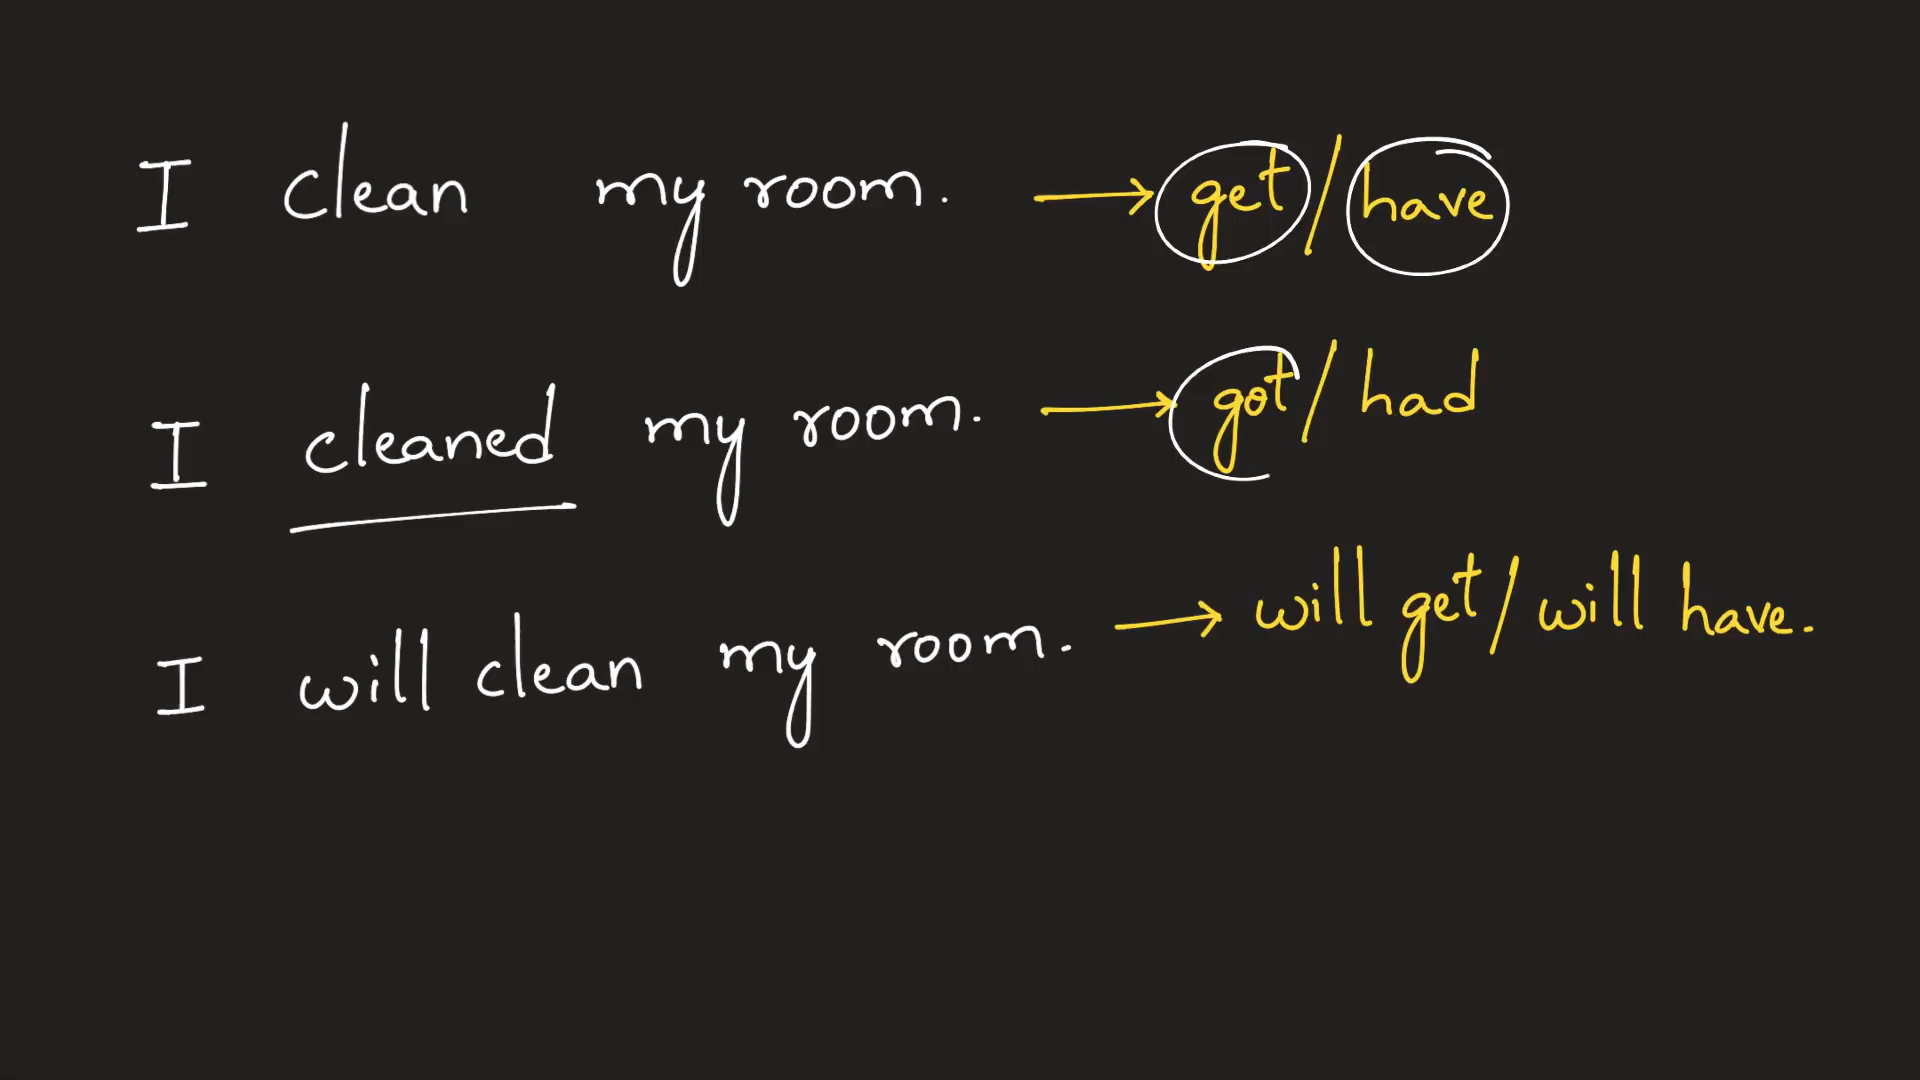 I clean my room. → get / have
I cleaned my room. → got / had
I will clean my room. → will get / will have.